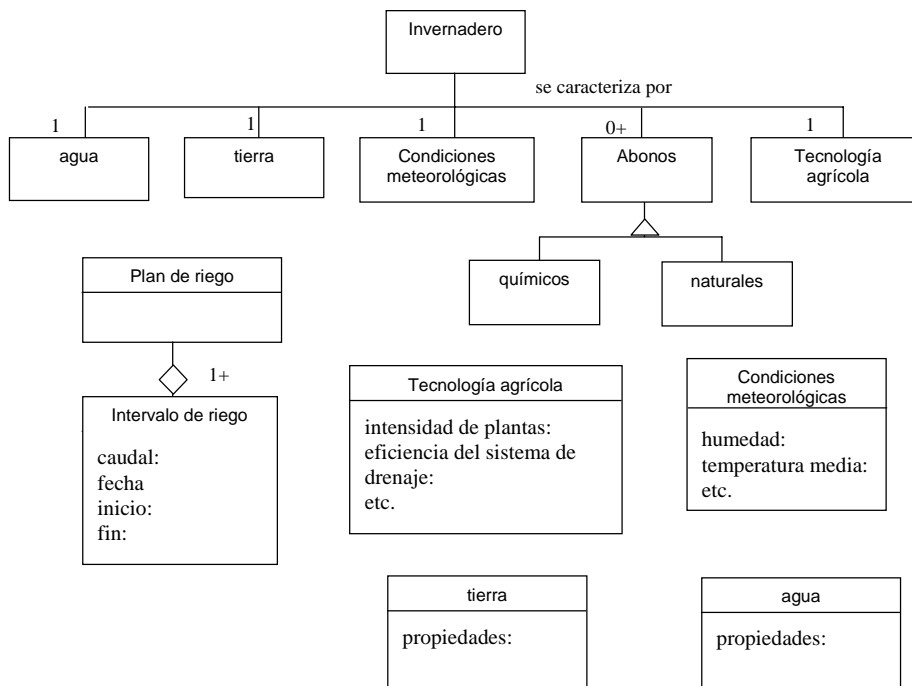 Invernadero
se caracteriza por
1
1
1
0+
1
agua
tierra
Condiciones
meteorológicas
Abonos
Tecnología
agrícola
químicos
naturales
Plan de riego
1+
Intervalo de riego
caudal:
fecha
inicio:
fin:
Tecnología agrícola
intensidad de plantas:
eficiencia del sistema de
drenaje:
etc.
Condiciones
meteorológicas
humedad:
temperatura media:
etc.
tierra
propiedades:
agua
propiedades: